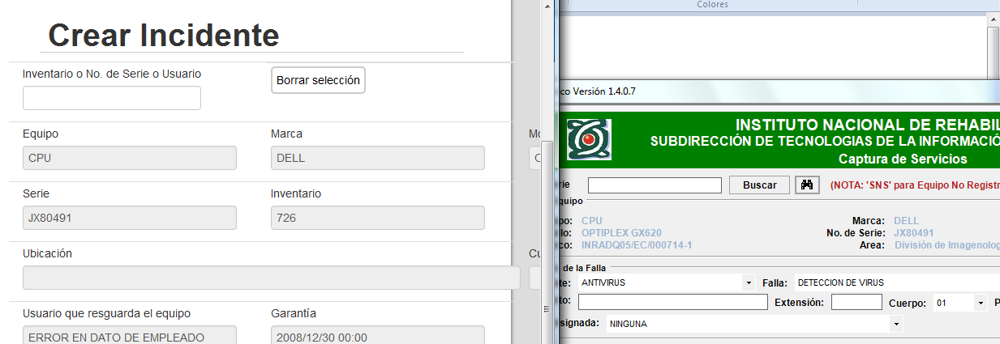 Crear Incidente
Inventario o No. de Serie o Usuario
Borrar selección
Equipo
Marca
CPU
DELL
Serie
Inventario
JX80491
726
Ubicación
Usuario que resguarda el equipo
Garantía
ERROR EN DATO DE EMPLEADO
2008/12/30 00:00
Colores
co Versión 1.4.0.7
INSTITUTO NACIONAL DE REHABIL
SUBDIRECCIÓN DE TECNOLOGIAS DE LA INFORMACIÓ
Captura de Servicios
rie
Buscar
(NOTA: 'SNS' para Equipo No Registr
quipo
po: CPU
Marca: DELL
lo: OPTIPLEX GX620
No. de Serie: JX80491
co: INRADQ05/EC/000714-1
Area: División de Imagenolog
de la Falla
te: ANTIVIRUS
Falla: DETECCION DE VIRUS
to:
Extensión:
Cuerpo: 01
P
signada: NINGUNA